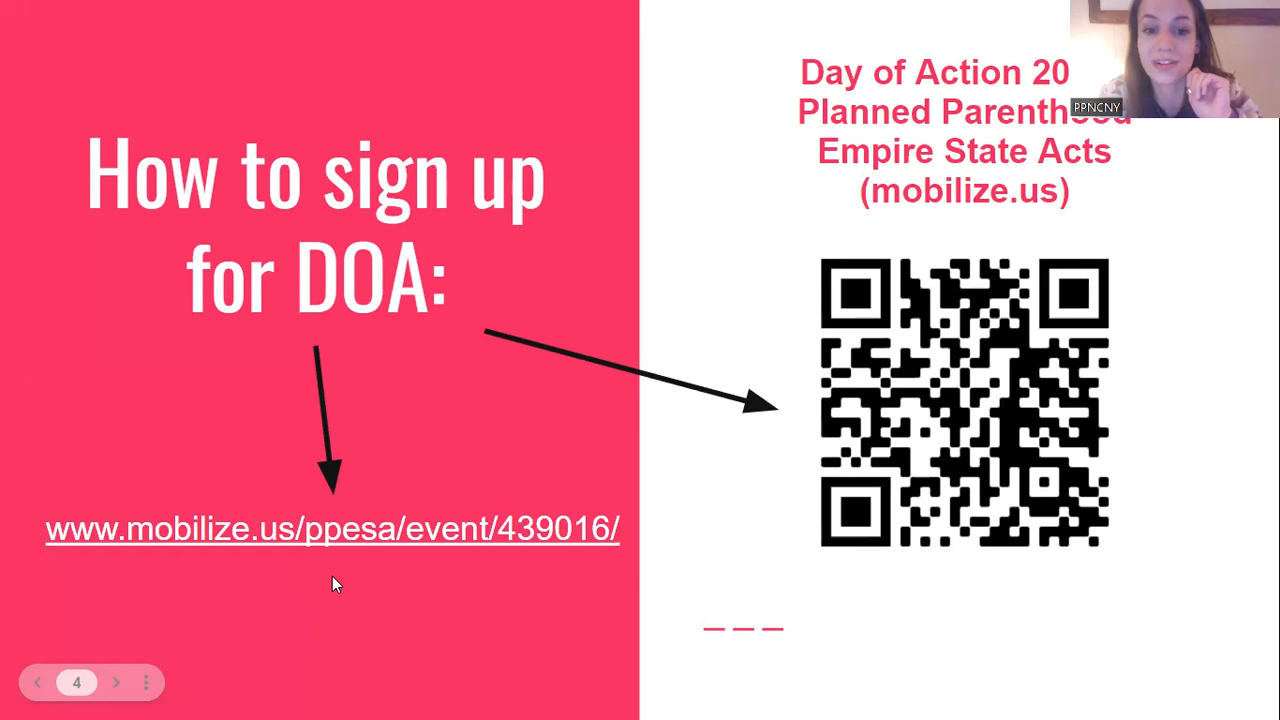 How to sign up
for DOA:
www.mobilize.us/ppesa/event/439016/
Day of Action 20
Planned Parenthood
Empire State Acts
(mobilize.us)
PPNCNY
4